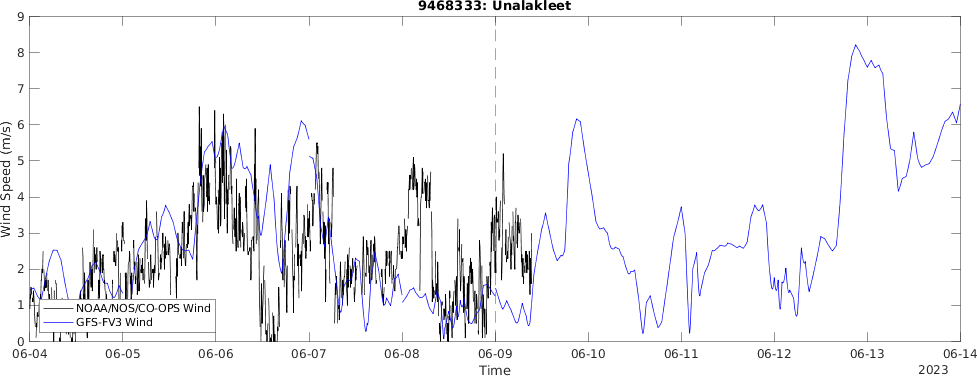 9468333: Unalakleet
9
8
7
6
5
4
3
2
1
0
Wind Speed (m/s)
NOAA/NOS/CO-OPS Wind
GFS-FV3 Wind
06-04 06-05 06-06 06-07 06-08 06-09 06-10 06-11 06-12 06-13 06-14
Time
2023